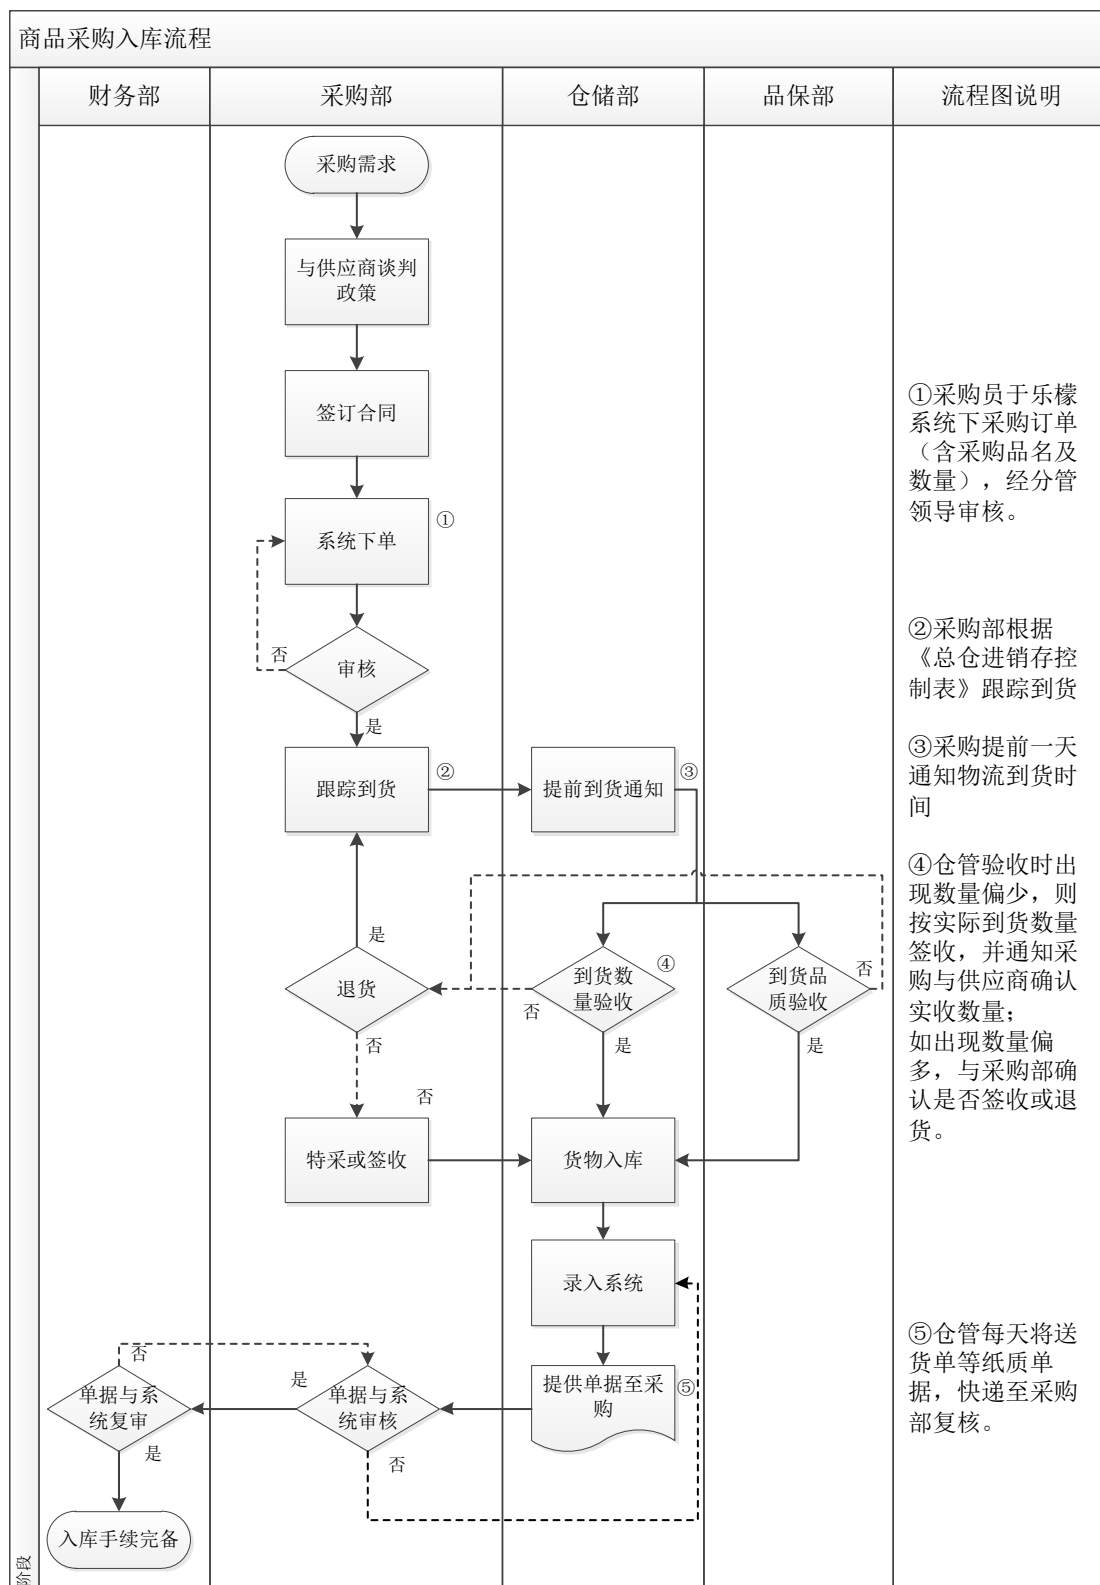 商品采购入库流程
财务部
采购部
仓储部
品保部
流程图说明
采购需求
与供应商谈判
政策
签订合同
①采购员于乐檬
系统下采购订单
（含采购品名及
数量），经分管
领导审核。
①
系统下单
否
审核
是
②采购部根据
《总仓进销存控
制表》跟踪到货
跟踪到货
②
提前到货通知
③
③采购提前一天
通知物流到货时
间
④仓管验收时出
现数量偏少，则
按实际到货数量
签收，并通知采
购与供应商确认
实收数量；
如出现数量偏
多，与采购部确
认是否签收或退
货。
是
退货
否
到货数
量验收
④
否
是
到货品
质验收
否
是
否
特采或签收
货物入库
录入系统
⑤仓管每天将送
货单等纸质单
据，快递至采购
部复核。
提供单据至采
购
⑤
否
是
单据与系
统复审
单据与系
统审核
是
否
入库手续完备
阶段